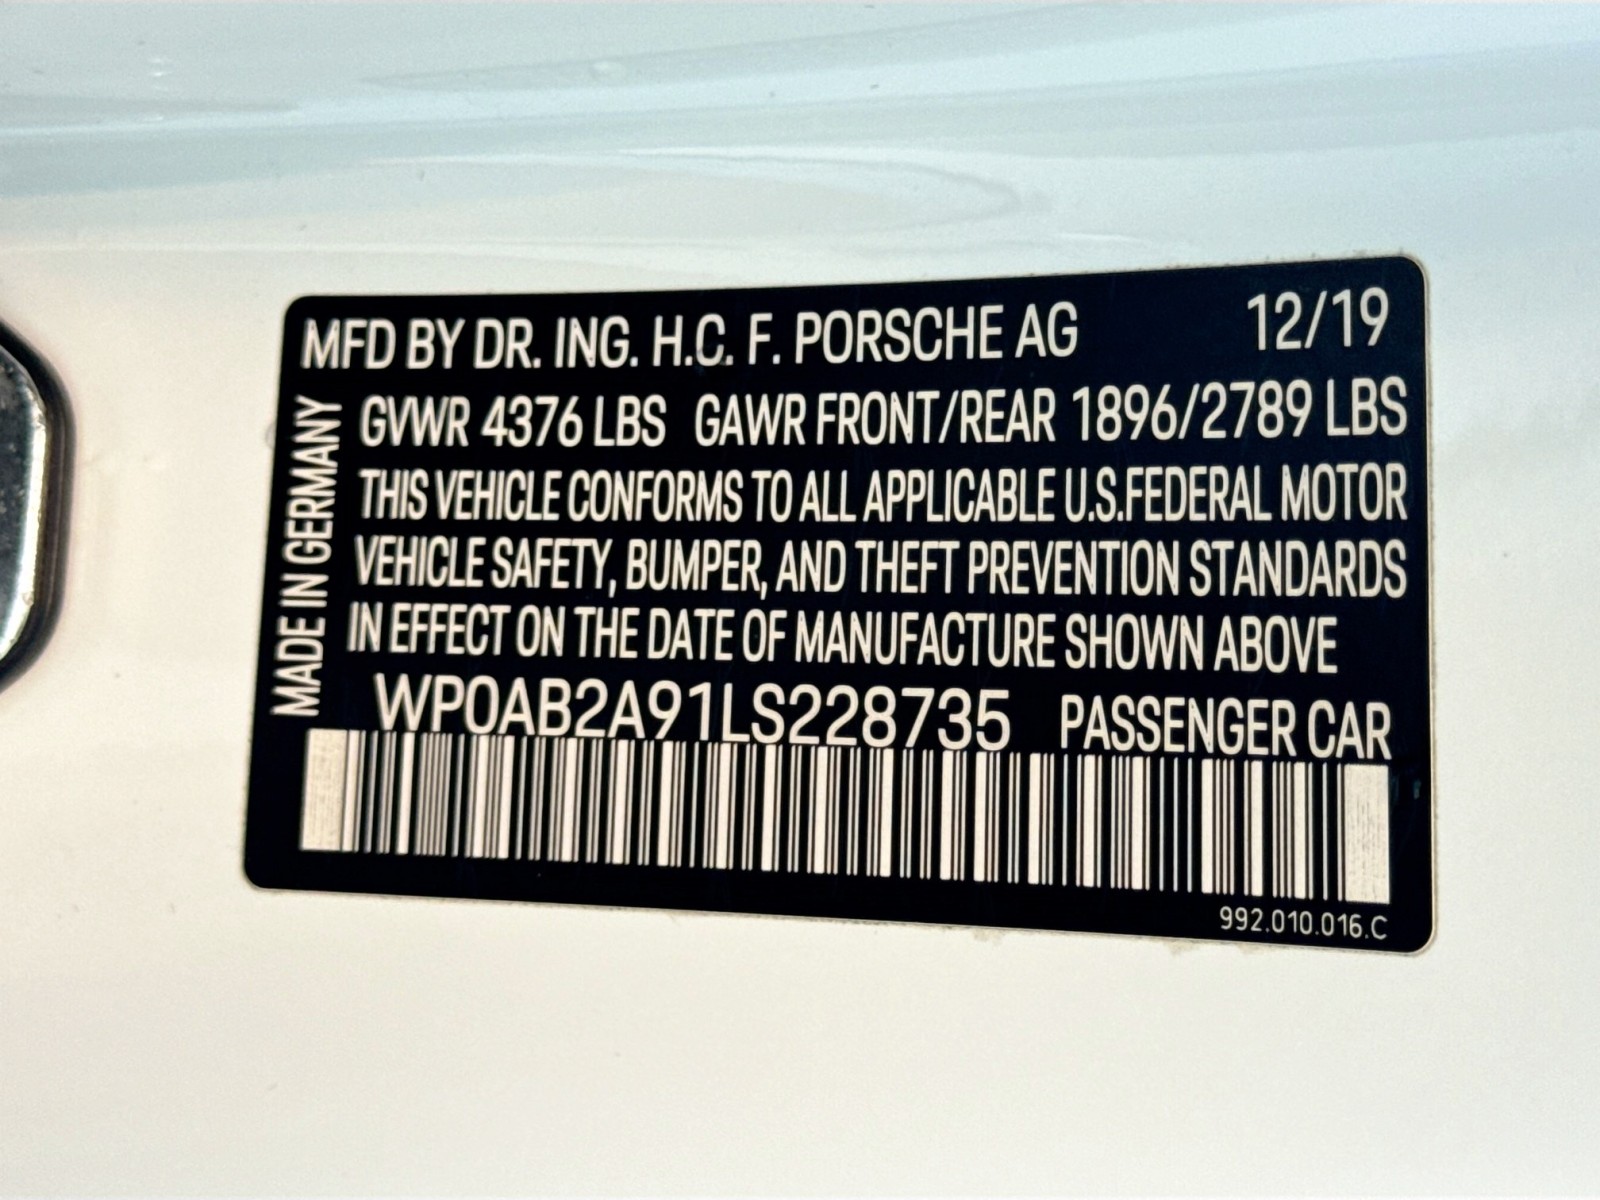 MFD BY DR. ING. H.C. F. PORSCHE AG 12/19
GVWR 4376 LBS GAWR FRONT/REAR 1896/2789 LBS
THIS VEHICLE CONFORMS TO ALL APPLICABLE U.S.FEDERAL MOTOR
VEHICLE SAFETY, BUMPER, AND THEFT PREVENTION STANDARDS
IN EFFECT ON THE DATE OF MANUFACTURE SHOWN ABOVE
WP0AB2A91LS228735 PASSENGER CAR
992.010.016.C
MADE IN GERMANY